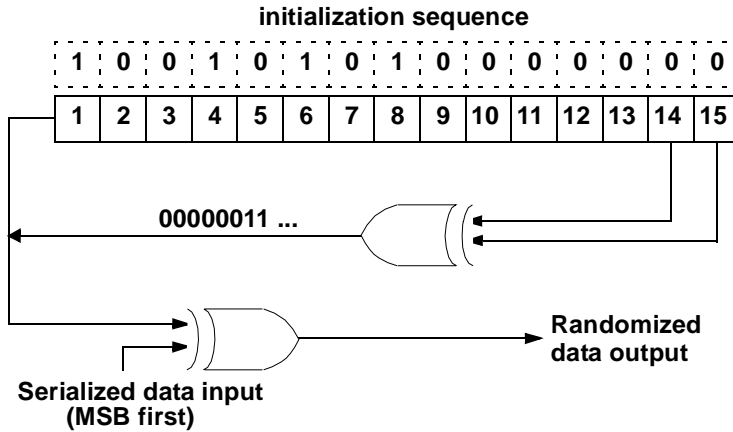 initialization sequence
1 0 0 1 0 1 0 1 0 0 0 0 0 0 0
1 2 3 4 5 6 7 8 9 10 11 12 13 14 15
00000011 ...
Randomized
data output
Serialized data input
(MSB first)